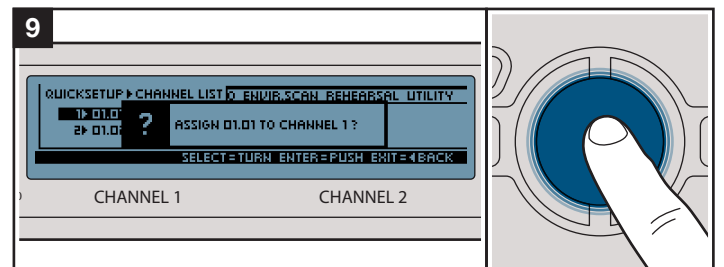 9
QUICKSETUP▶CHANNEL LIST O ENVIR.SCAN REHEARSAL UTILITY
1▶ 01.0
2▶ 01.0
? ASSIGN 01.01 TO CHANNEL 1?
SELECT=TURN ENTER=PUSH EXIT=◀BACK
CHANNEL 1 CHANNEL 2